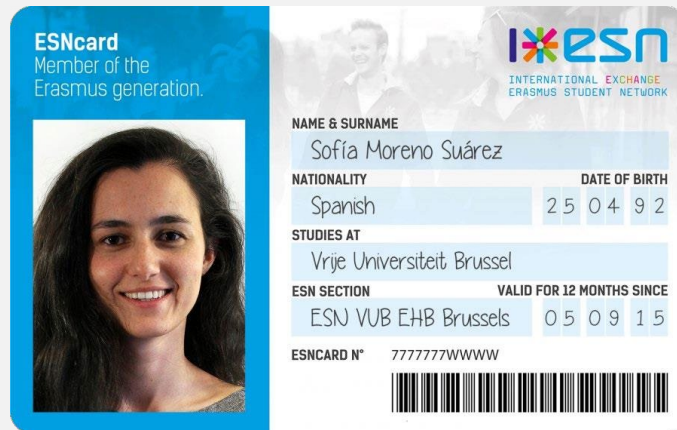 ESNcard
Member of the
Erasmus generation.
esn
INTERNATIONAL EXCHANGE
ERASMUS STUDENT NETWORK
NAME & SURNAME
Sofía Moreno Suárez
NATIONALITY DATE OF BIRTH
Spanish 25 04 92
STUDIES AT
Vrije Universiteit Brussel
ESN SECTION VALID FOR 12 MONTHS SINCE
ESN VUB EHB Brussels 05 09 15
ESNCARD N° 7777777WWWW